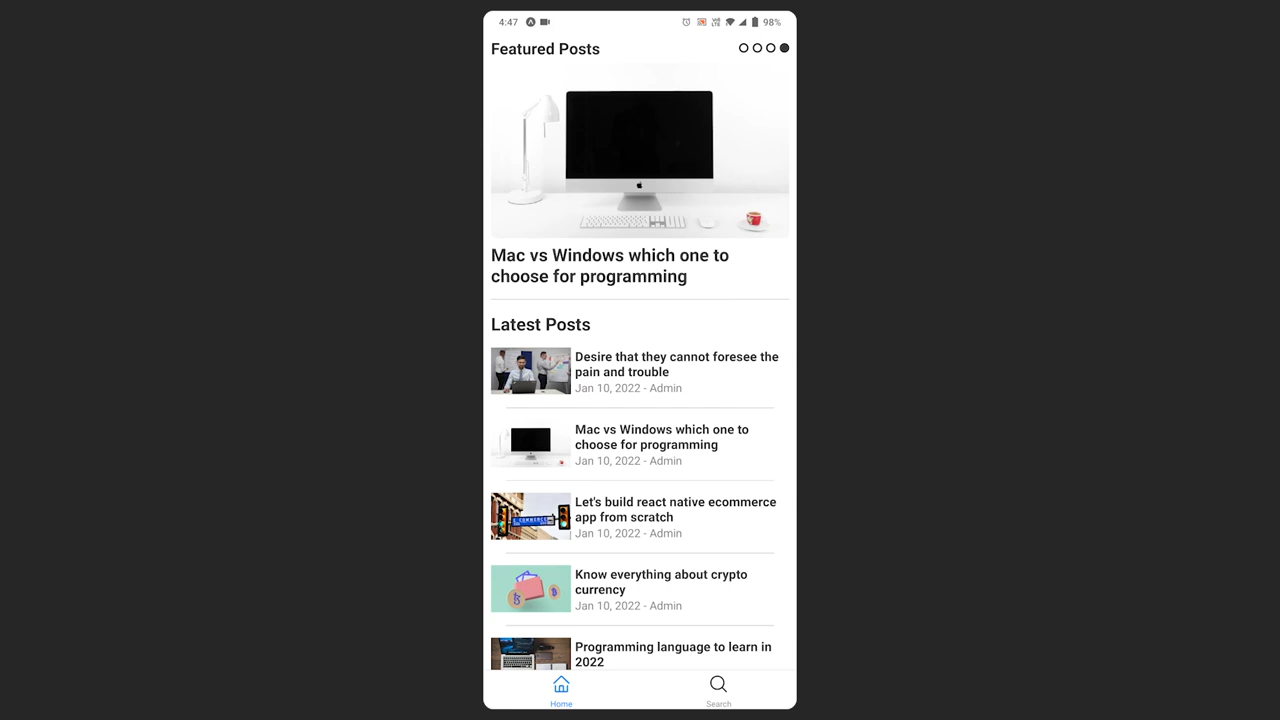 4:47
98%
Featured Posts
Mac vs Windows which one to
choose for programming
Latest Posts
Desire that they cannot foresee the
pain and trouble
Jan 10, 2022 - Admin
Mac vs Windows which one to
choose for programming
Jan 10, 2022 - Admin
Let's build react native ecommerce
app from scratch
Jan 10, 2022 - Admin
E COMMERCE
Know everything about crypto
currency
Jan 10, 2022 - Admin
Programming language to learn in
2022
Home
Search